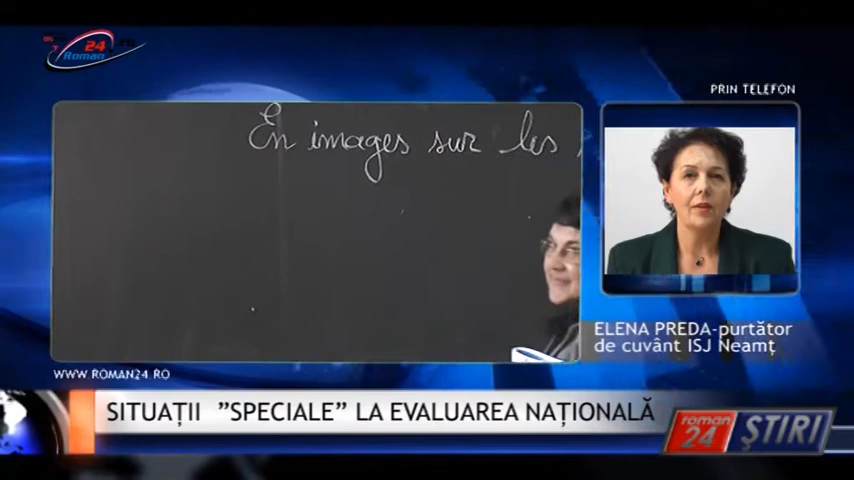 24
Roman
PRIN TELEFON
En images sur les
ELENA PREDA-purtător
de cuvânt ISJ Neamț
WWW.ROMAN24.RO
SITUAȚII ”SPECIALE” LA EVALUAREA NAȚIONALĂ
roman
24
ŞTIRI